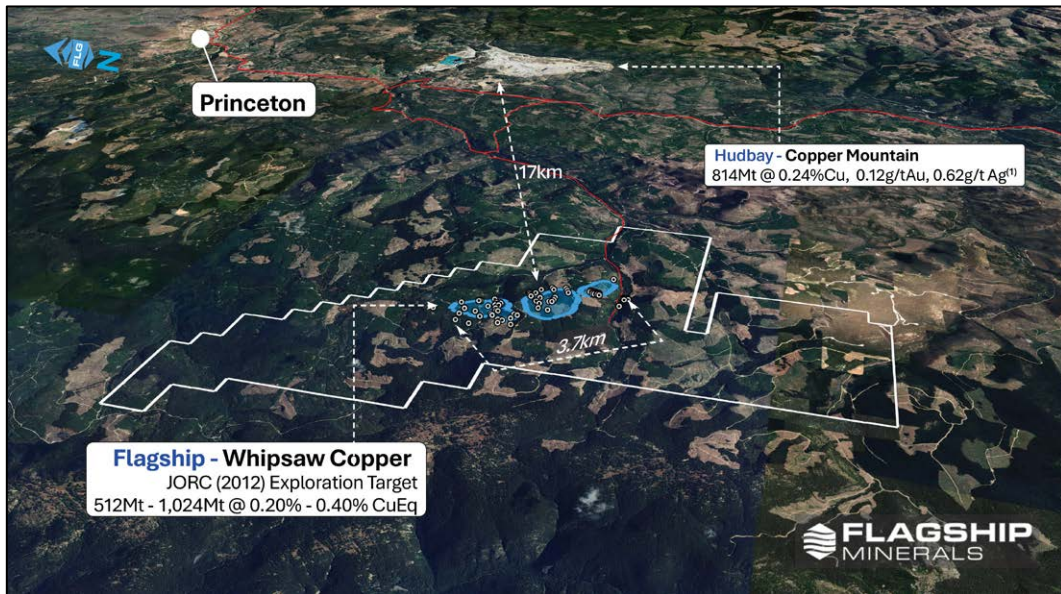 FLG
N
Princeton
17km
Hudbay - Copper Mountain
814Mt @ 0.24%Cu, 0.12g/tAu, 0.62g/t Ag⁽¹⁾
3.7km
Flagship - Whipsaw Copper
JORC (2012) Exploration Target
512Mt - 1,024Mt @ 0.20% - 0.40% CuEq
FLAGSHIP
MINERALS